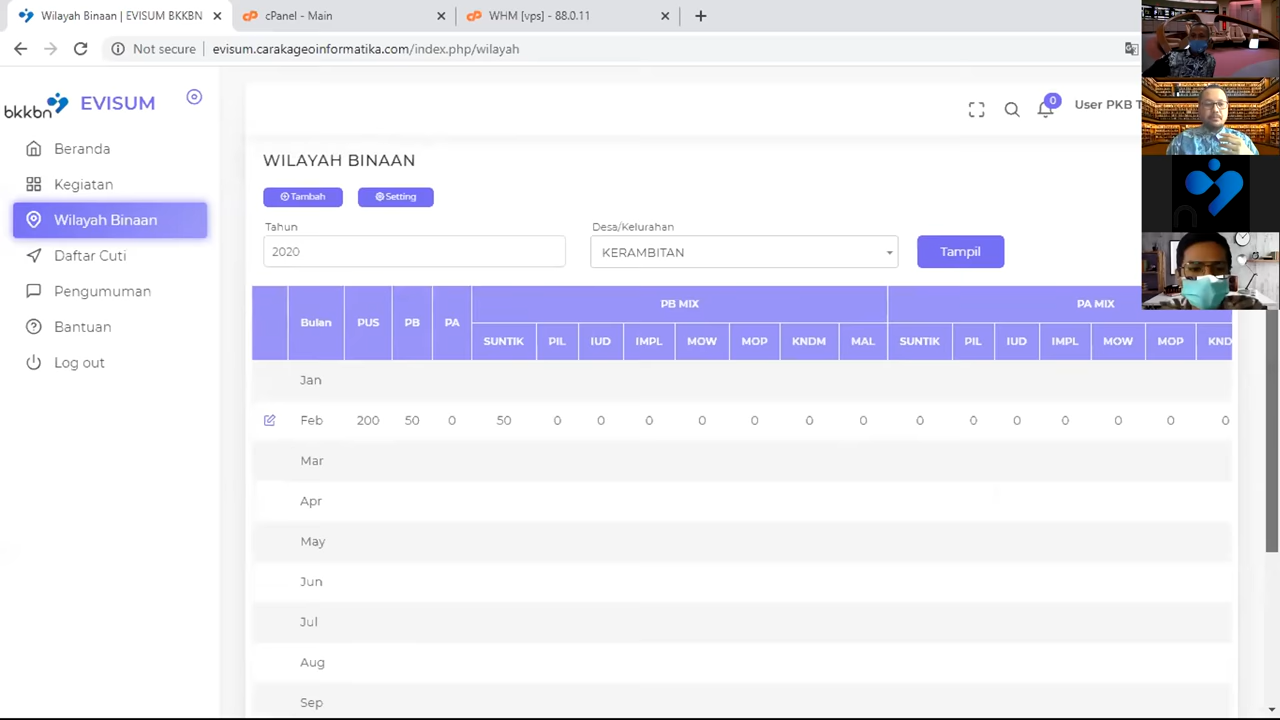 Wilayah Binaan | EVISUM BKKBN
cPanel - Main
WHM [vps] - 88.0.11
Not secure | evisum.carakageoinformatika.com/index.php/wilayah
bkkbn EVISUM
0
User PKB T
Beranda
Kegiatan
Wilayah Binaan
Daftar Cuti
Pengumuman
Bantuan
Log out
WILAYAH BINAAN
Tambah Setting
Tahun Desa/Kelurahan
2020 KERAMBITAN Tampil
Bulan PUS PB PA PB MIX PA MIX
SUNTIK PIL IUD IMPL MOW MOP KNDM MAL SUNTIK PIL IUD IMPL MOW MOP KND
Jan
Feb 200 50 0 50 0 0 0 0 0 0 0 0 0 0 0 0 0 0
Mar
Apr
May
Jun
Jul
Aug
Sep